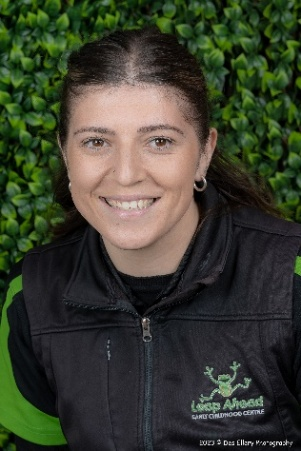 Leap Ahead
EARLY CHILDHOOD CENTRE
2023 © Des Ellery Photography